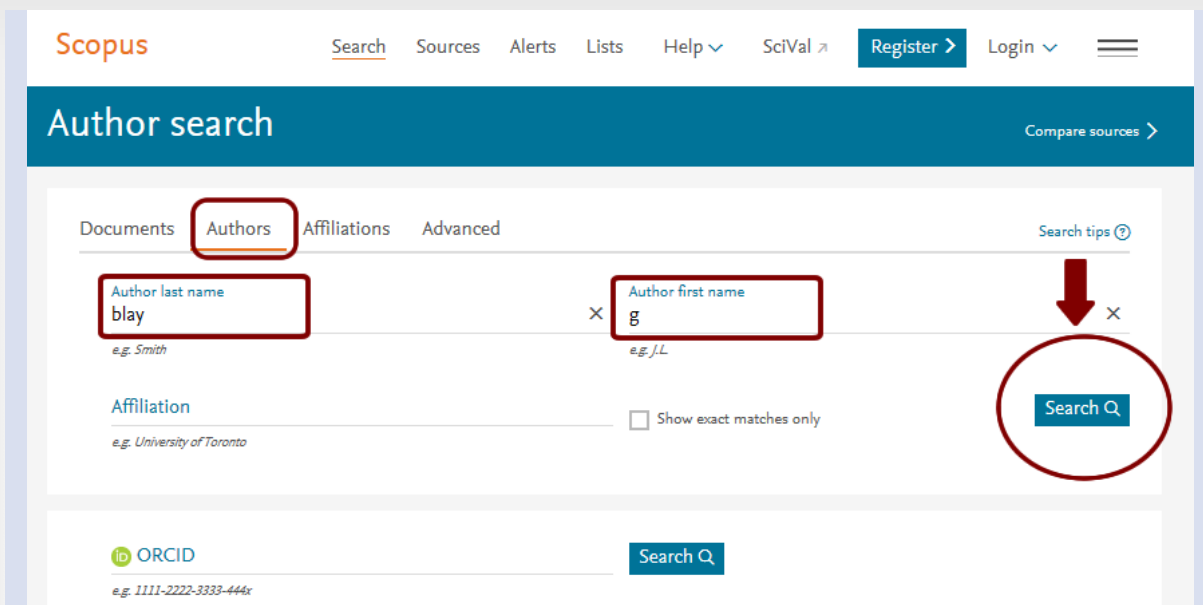 Scopus Search Sources Alerts Lists Help SciVal Register Login
Author search Compare sources
Documents Authors Affiliations Advanced Search tips
Author last name Author first name
blay g
e.g. Smith e.g. J.L.
Affiliation Show exact matches only Search
e.g. University of Toronto
iD ORCID Search
e.g. 1111-2222-3333-444x